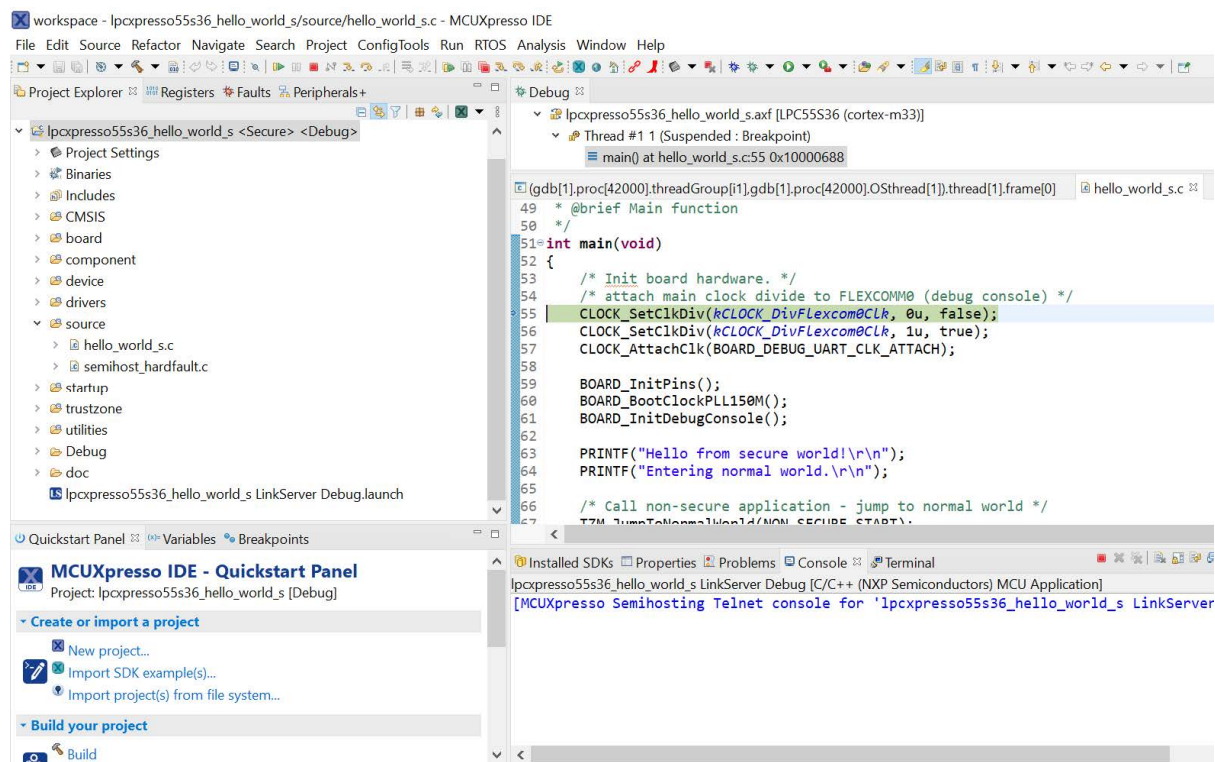 workspace - lpcxpresso55s36_hello_world_s/source/hello_world_s.c - MCUXpresso IDE
File Edit Source Refactor Navigate Search Project ConfigTools Run RTOS Analysis Window Help
Project Explorer Registers Faults Peripherals+
lpcxpresso55s36_hello_world_s <Secure> <Debug>
Project Settings
Binaries
Includes
CMSIS
board
component
device
drivers
source
hello_world_s.c
semihost_hardfault.c
startup
trustzone
utilities
Debug
doc
lpcxpresso55s36_hello_world_s LinkServer Debug.launch
Quickstart Panel Variables Breakpoints
IDE
MCUXpresso IDE - Quickstart Panel
Project: lpcxpresso55s36_hello_world_s [Debug]
Create or import a project
New project...
Import SDK example(s)...
Import project(s) from file system...
Build your project
Build
Debug
lpcxpresso55s36_hello_world_s.axf [LPC55S36 (cortex-m33)]
Thread #1 1 (Suspended : Breakpoint)
main() at hello_world_s.c:55 0x10000688
(gdb[1].proc[42000].threadGroup[i1],gdb[1].proc[42000].OSthread[1]).thread[1].frame[0] hello_world_s.c
49 * @brief Main function
50 */
51 int main(void)
52 {
53 /* Init board hardware. */
54 /* attach main clock divide to FLEXCOMM0 (debug console) */
55 CLOCK_SetClkDiv(kCLOCK_DivFlexcom0Clk, 0u, false);
56 CLOCK_SetClkDiv(kCLOCK_DivFlexcom0Clk, 1u, true);
57 CLOCK_AttachClk(BOARD_DEBUG_UART_CLK_ATTACH);
58
59 BOARD_InitPins();
60 BOARD_BootClockPLL150M();
61 BOARD_InitDebugConsole();
62
63 PRINTF("Hello from secure world!\r\n");
64 PRINTF("Entering normal world.\r\n");
65
66 /* Call non-secure application - jump to normal world */
67 TZM_JumpToNormalWorld(NON_SECURE_START);
Installed SDKs Properties Problems Console Terminal
lpcxpresso55s36_hello_world_s LinkServer Debug [C/C++ (NXP Semiconductors) MCU Application]
[MCUXpresso Semihosting Telnet console for 'lpcxpresso55s36_hello_world_s LinkServer